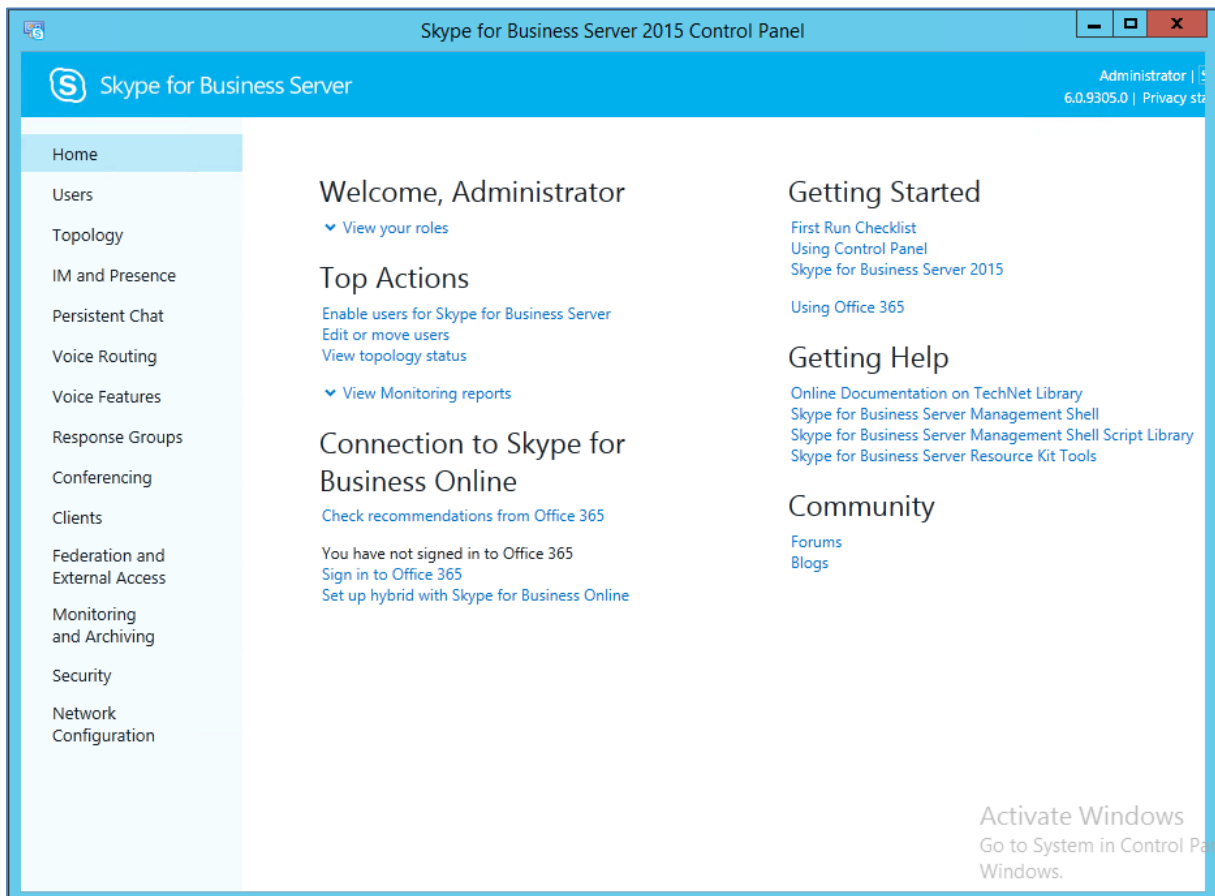 Skype for Business Server 2015 Control Panel
Skype for Business Server
Administrator |
6.0.9305.0 | Privacy
Home
Users
Topology
IM and Presence
Persistent Chat
Voice Routing
Voice Features
Response Groups
Conferencing
Clients
Federation and
External Access
Monitoring
and Archiving
Security
Network
Configuration
Welcome, Administrator
View your roles
Top Actions
Enable users for Skype for Business Server
Edit or move users
View topology status
View Monitoring reports
Connection to Skype for
Business Online
Check recommendations from Office 365
You have not signed in to Office 365
Sign in to Office 365
Set up hybrid with Skype for Business Online
Getting Started
First Run Checklist
Using Control Panel
Skype for Business Server 2015
Using Office 365
Getting Help
Online Documentation on TechNet Library
Skype for Business Server Management Shell
Skype for Business Server Management Shell Script Library
Skype for Business Server Resource Kit Tools
Community
Forums
Blogs
Activate Windows
Go to System in Control
Windows.